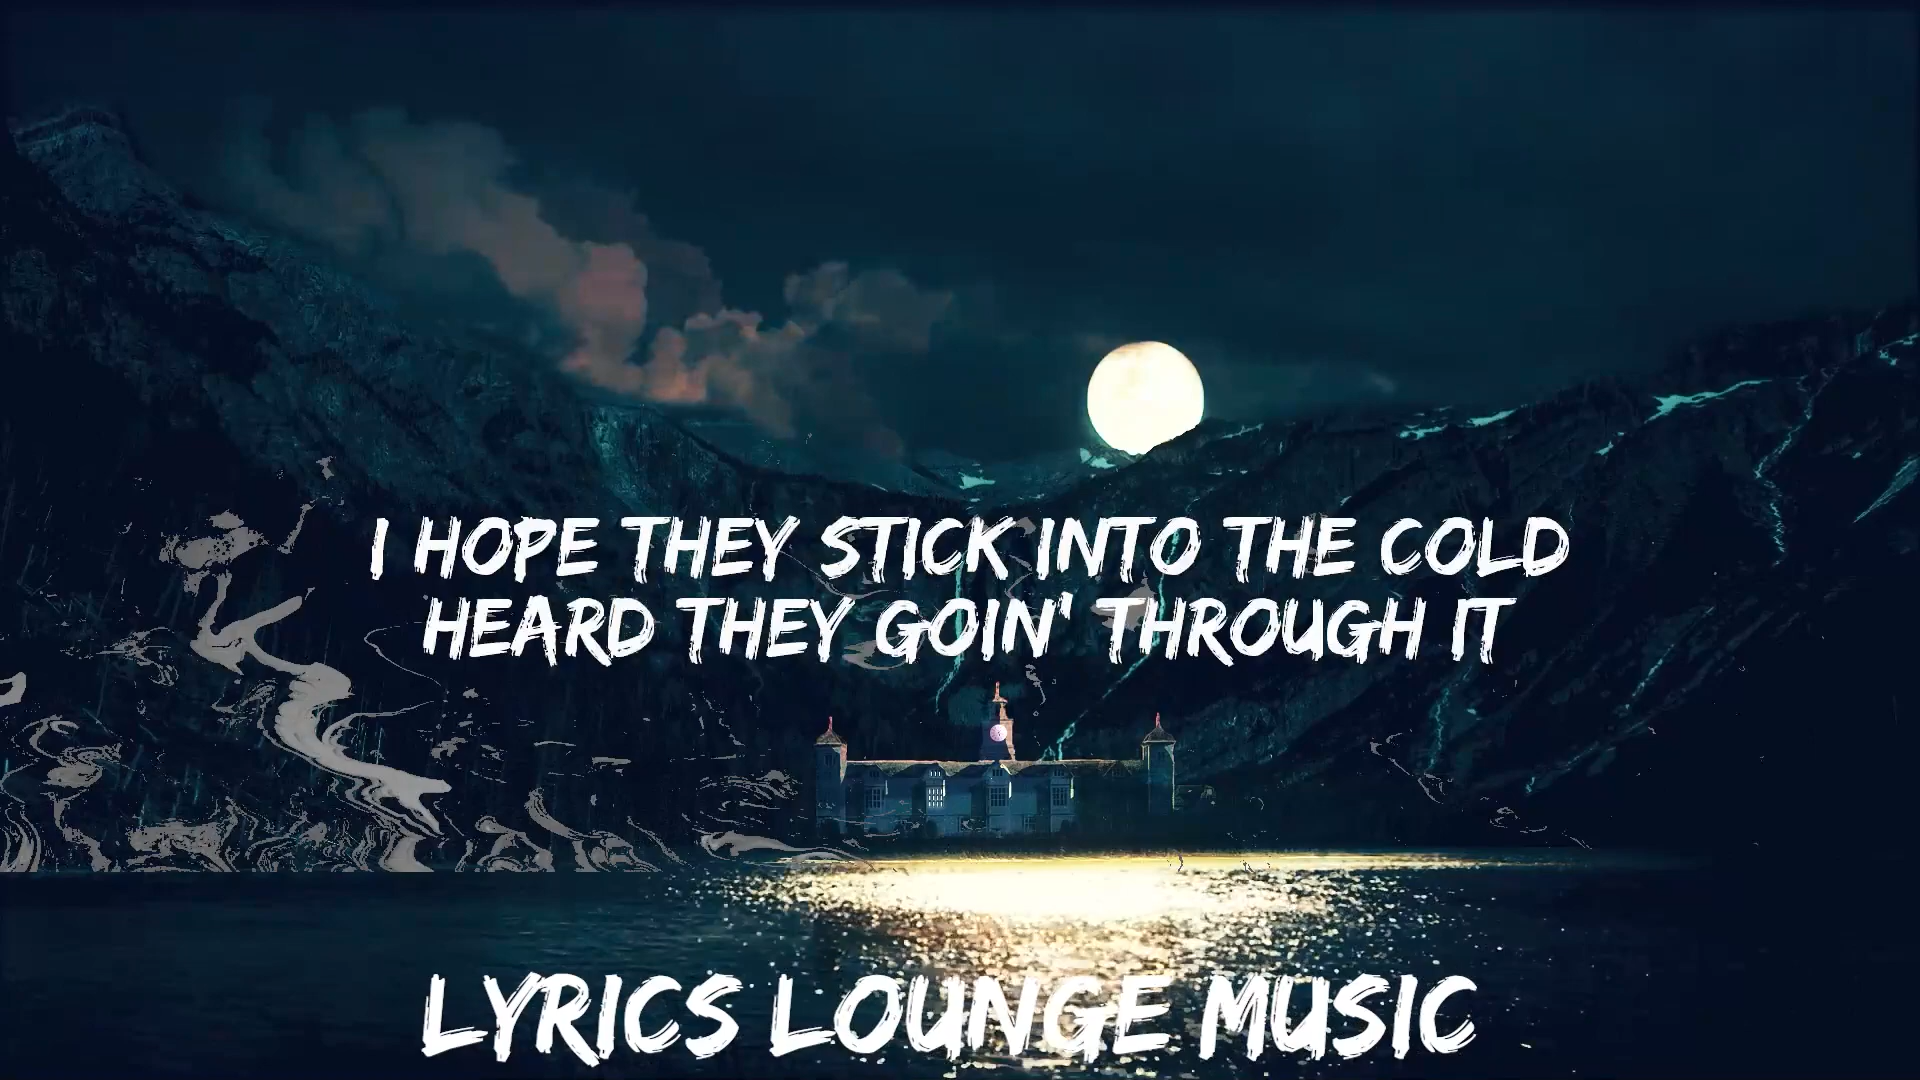 I HOPE THEY STICK INTO THE COLD
HEARD THEY GOIN' THROUGH IT
LYRICS LOUNGE MUSIC